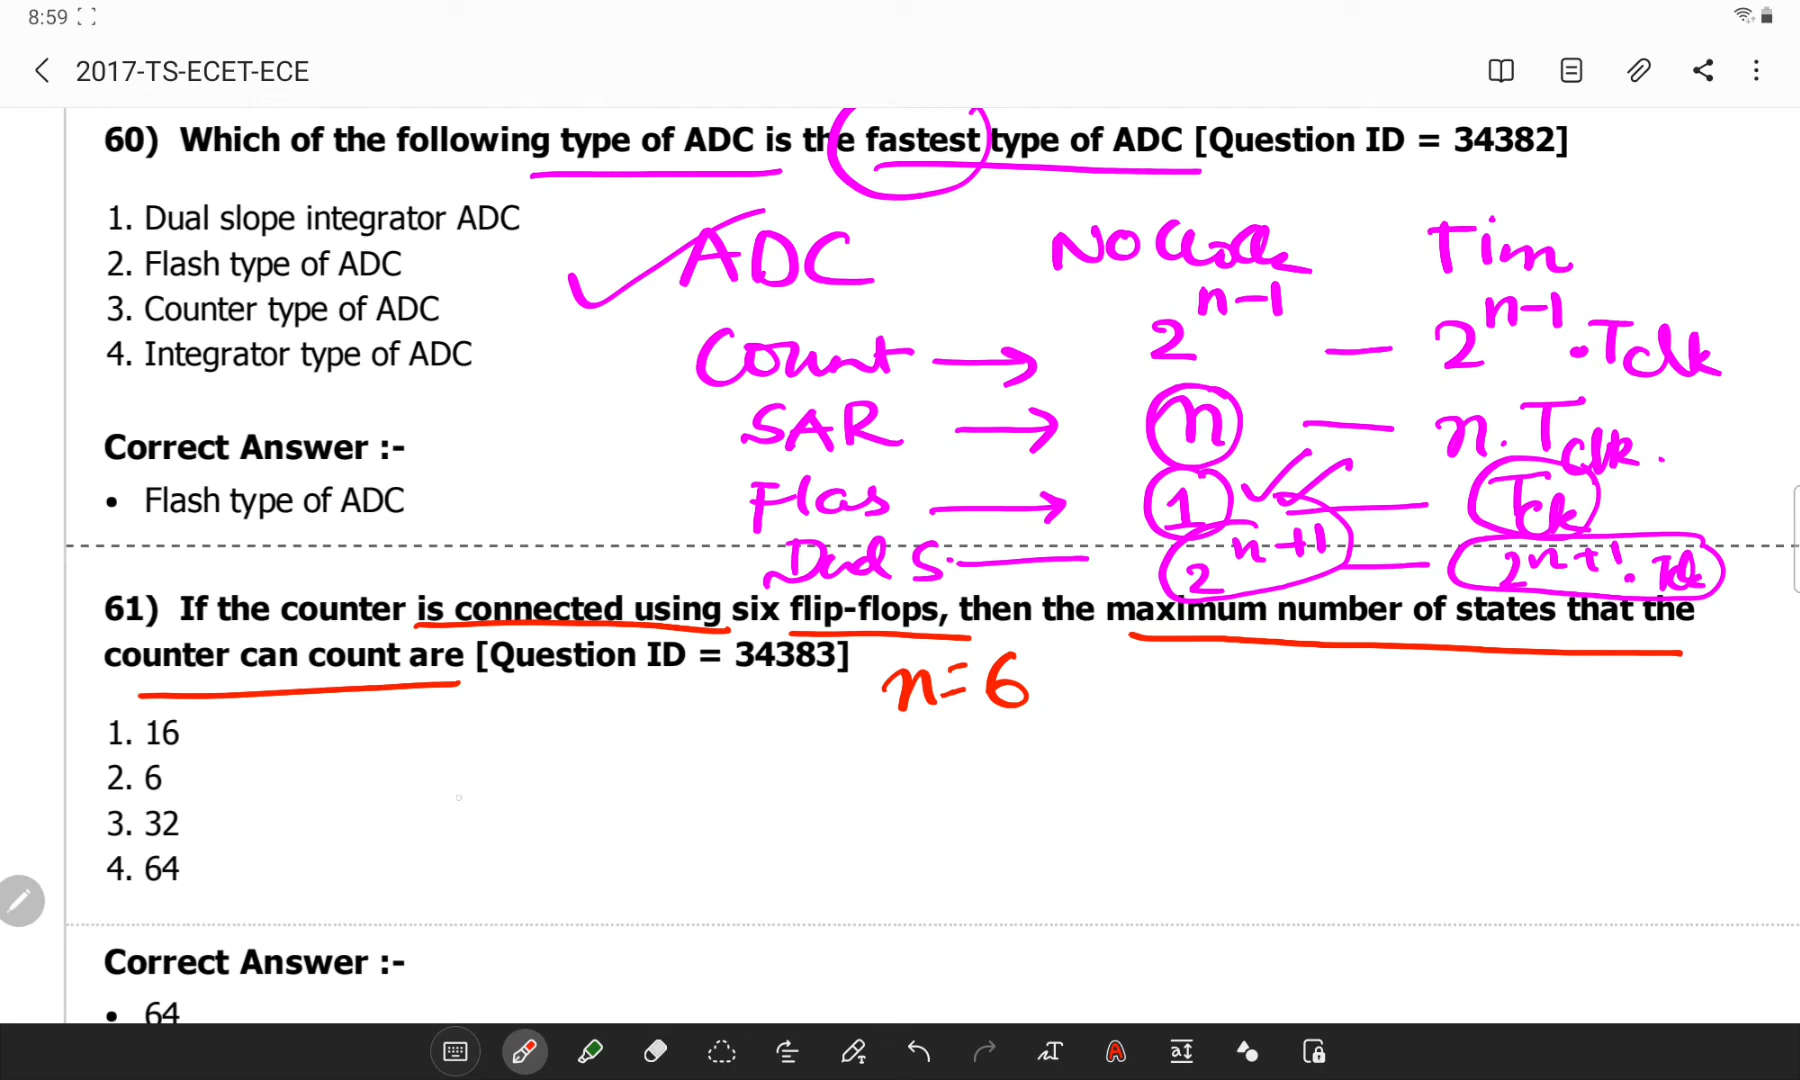 8:59
2017-TS-ECET-ECE
60) Which of the following type of ADC is the fastest type of ADC [Question ID = 34382]
1. Dual slope integrator ADC
2. Flash type of ADC
3. Counter type of ADC
4. Integrator type of ADC
ADC No Clock Tim
Count → 2^n-1 — 2^n-1 . Tclk
SAR → n — n. Tclk.
Flas → 1 — Tck
Dual S. — 2^n+1 — 2^n+1 .
Correct Answer :-
• Flash type of ADC
61) If the counter is connected using six flip-flops, then the maximum number of states that the
counter can count are [Question ID = 34383]
n=6
1. 16
2. 6
3. 32
4. 64
Correct Answer :-
• 64